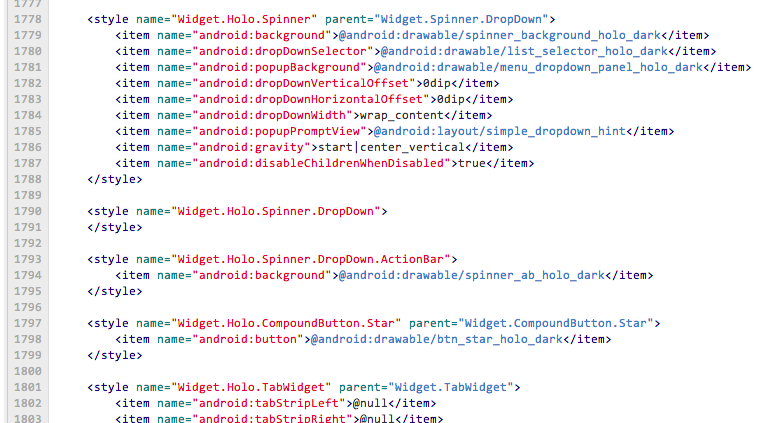 1777
1778 <style name="Widget.Holo.Spinner" parent="Widget.Spinner.DropDown">
1779 <item name="android:background">@android:drawable/spinner_background_holo_dark</item>
1780 <item name="android:dropDownSelector">@android:drawable/list_selector_holo_dark</item>
1781 <item name="android:popupBackground">@android:drawable/menu_dropdown_panel_holo_dark</item>
1782 <item name="android:dropDownVerticalOffset">0dip</item>
1783 <item name="android:dropDownHorizontalOffset">0dip</item>
1784 <item name="android:dropDownWidth">wrap_content</item>
1785 <item name="android:popupPromptView">@android:layout/simple_dropdown_hint</item>
1786 <item name="android:gravity">start|center_vertical</item>
1787 <item name="android:disableChildrenWhenDisabled">true</item>
1788 </style>
1789
1790 <style name="Widget.Holo.Spinner.DropDown">
1791 </style>
1792
1793 <style name="Widget.Holo.Spinner.DropDown.ActionBar">
1794 <item name="android:background">@android:drawable/spinner_ab_holo_dark</item>
1795 </style>
1796
1797 <style name="Widget.Holo.CompoundButton.Star" parent="Widget.CompoundButton.Star">
1798 <item name="android:button">@android:drawable/btn_star_holo_dark</item>
1799 </style>
1800
1801 <style name="Widget.Holo.TabWidget" parent="Widget.TabWidget">
1802 <item name="android:tabStripLeft">@null</item>
1803 <item name="android:tabStripRight">@null</item>